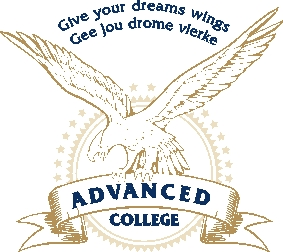 Give your dreams wings
Gee jou drome vlerke
ADVANCED
COLLEGE